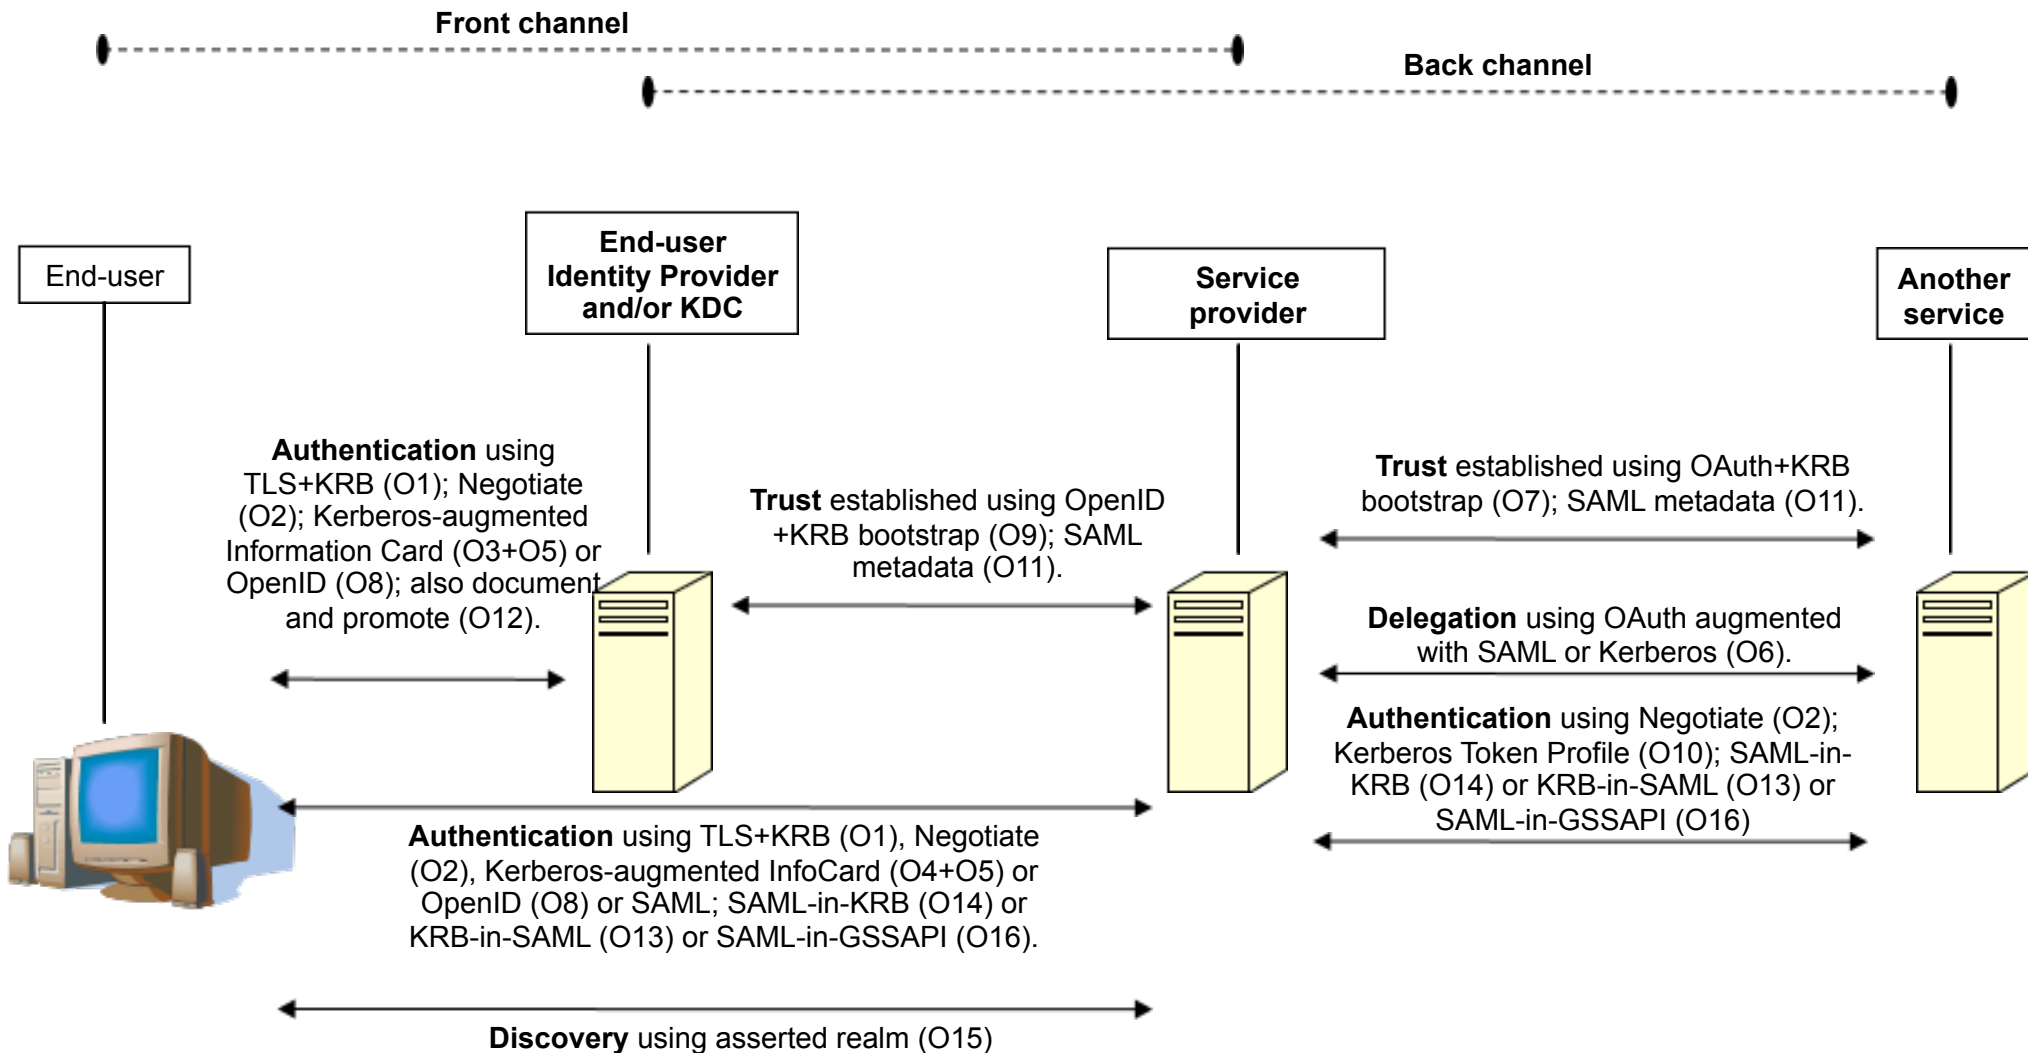 Front channel
Back channel
End-user
End-user
Identity Provider
and/or KDC
Service
provider
Another
service
Authentication using
TLS+KRB (O1); Negotiate
(O2); Kerberos-augmented
Information Card (O3+O5) or
OpenID (O8); also document
and promote (O12).
Trust established using OpenID
+KRB bootstrap (O9); SAML
metadata (O11).
Trust established using OAuth+KRB
bootstrap (O7); SAML metadata (O11).
Delegation using OAuth augmented
with SAML or Kerberos (O6).
Authentication using Negotiate (O2);
Kerberos Token Profile (O10); SAML-in-
KRB (O14) or KRB-in-SAML (O13) or
SAML-in-GSSAPI (O16)
Authentication using TLS+KRB (O1), Negotiate
(O2), Kerberos-augmented InfoCard (O4+O5) or
OpenID (O8) or SAML; SAML-in-KRB (O14) or
KRB-in-SAML (O13) or SAML-in-GSSAPI (O16).
Discovery using asserted realm (O15)